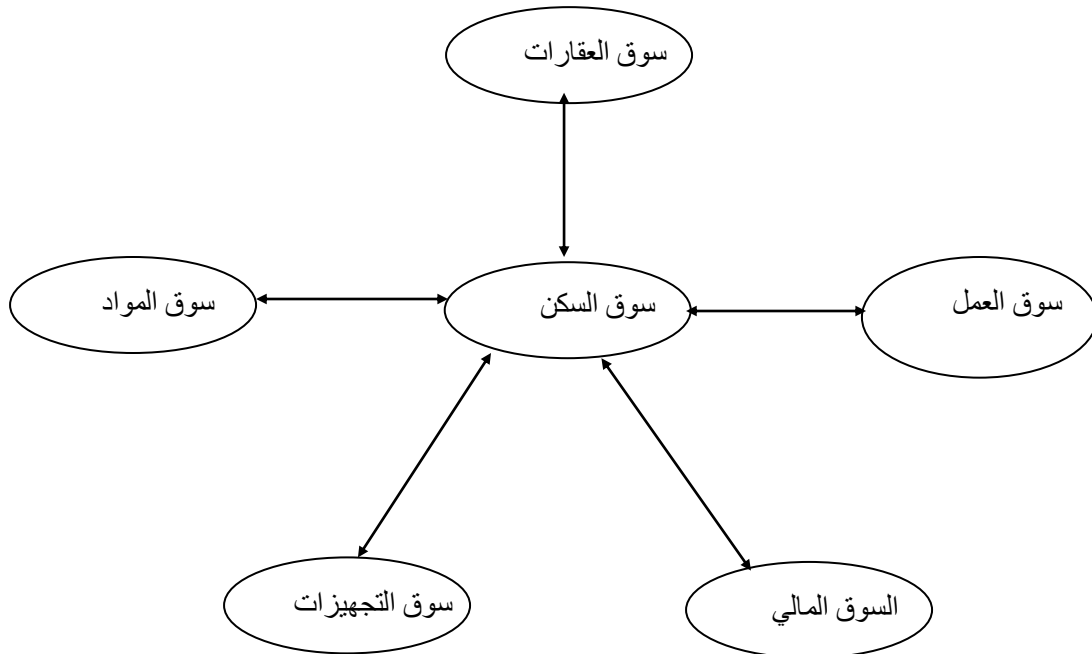 سوق العقارات
سوق العمل
سوق السكن
سوق المواد
السوق المالي
سوق التجهيزات